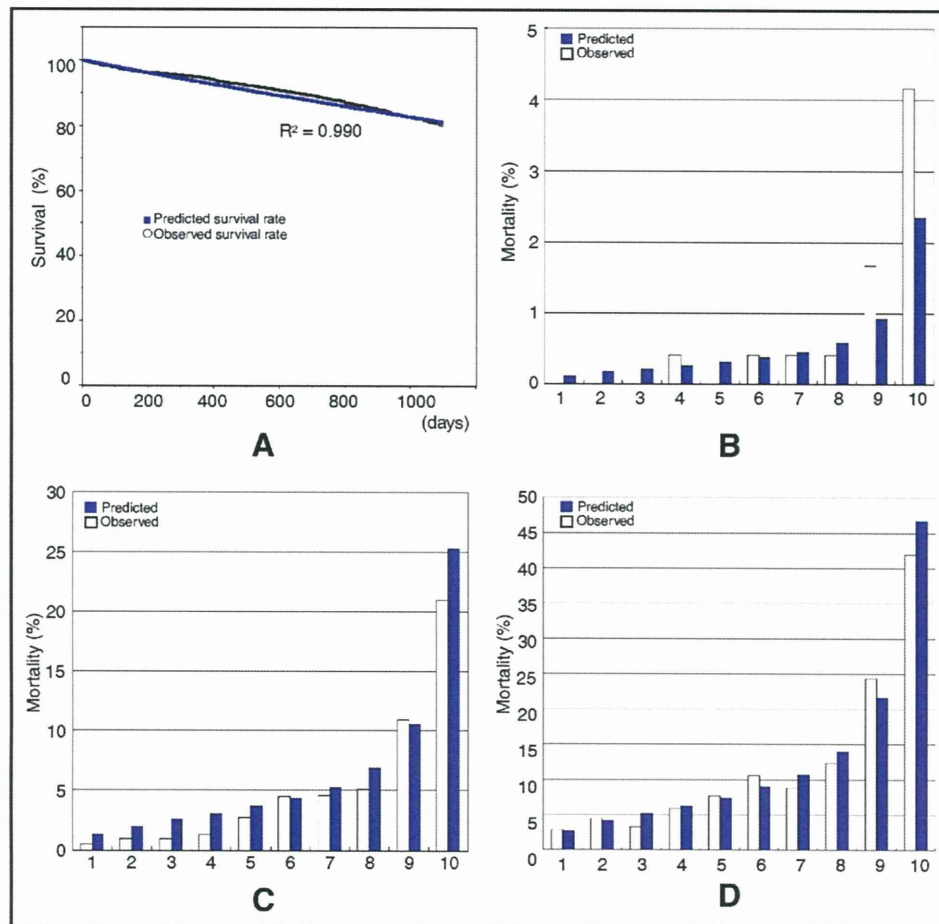 Survival (%)
100
80
60
40
20
0
R² = 0.990
Predicted survival rate
Observed survival rate
0 200 400 600 800 1000
(days)
A
Predicted
Observed
Mortality (%)
5
4
3
2
1
0
1 2 3 4 5 6 7 8 9 10
B
Predicted
Observed
Mortality (%)
30
25
20
15
10
5
0
1 2 3 4 5 6 7 8 9 10
C
Predicted
Observed
Mortality (%)
50
45
40
35
30
25
20
15
10
5
0
1 2 3 4 5 6 7 8 9 10
D